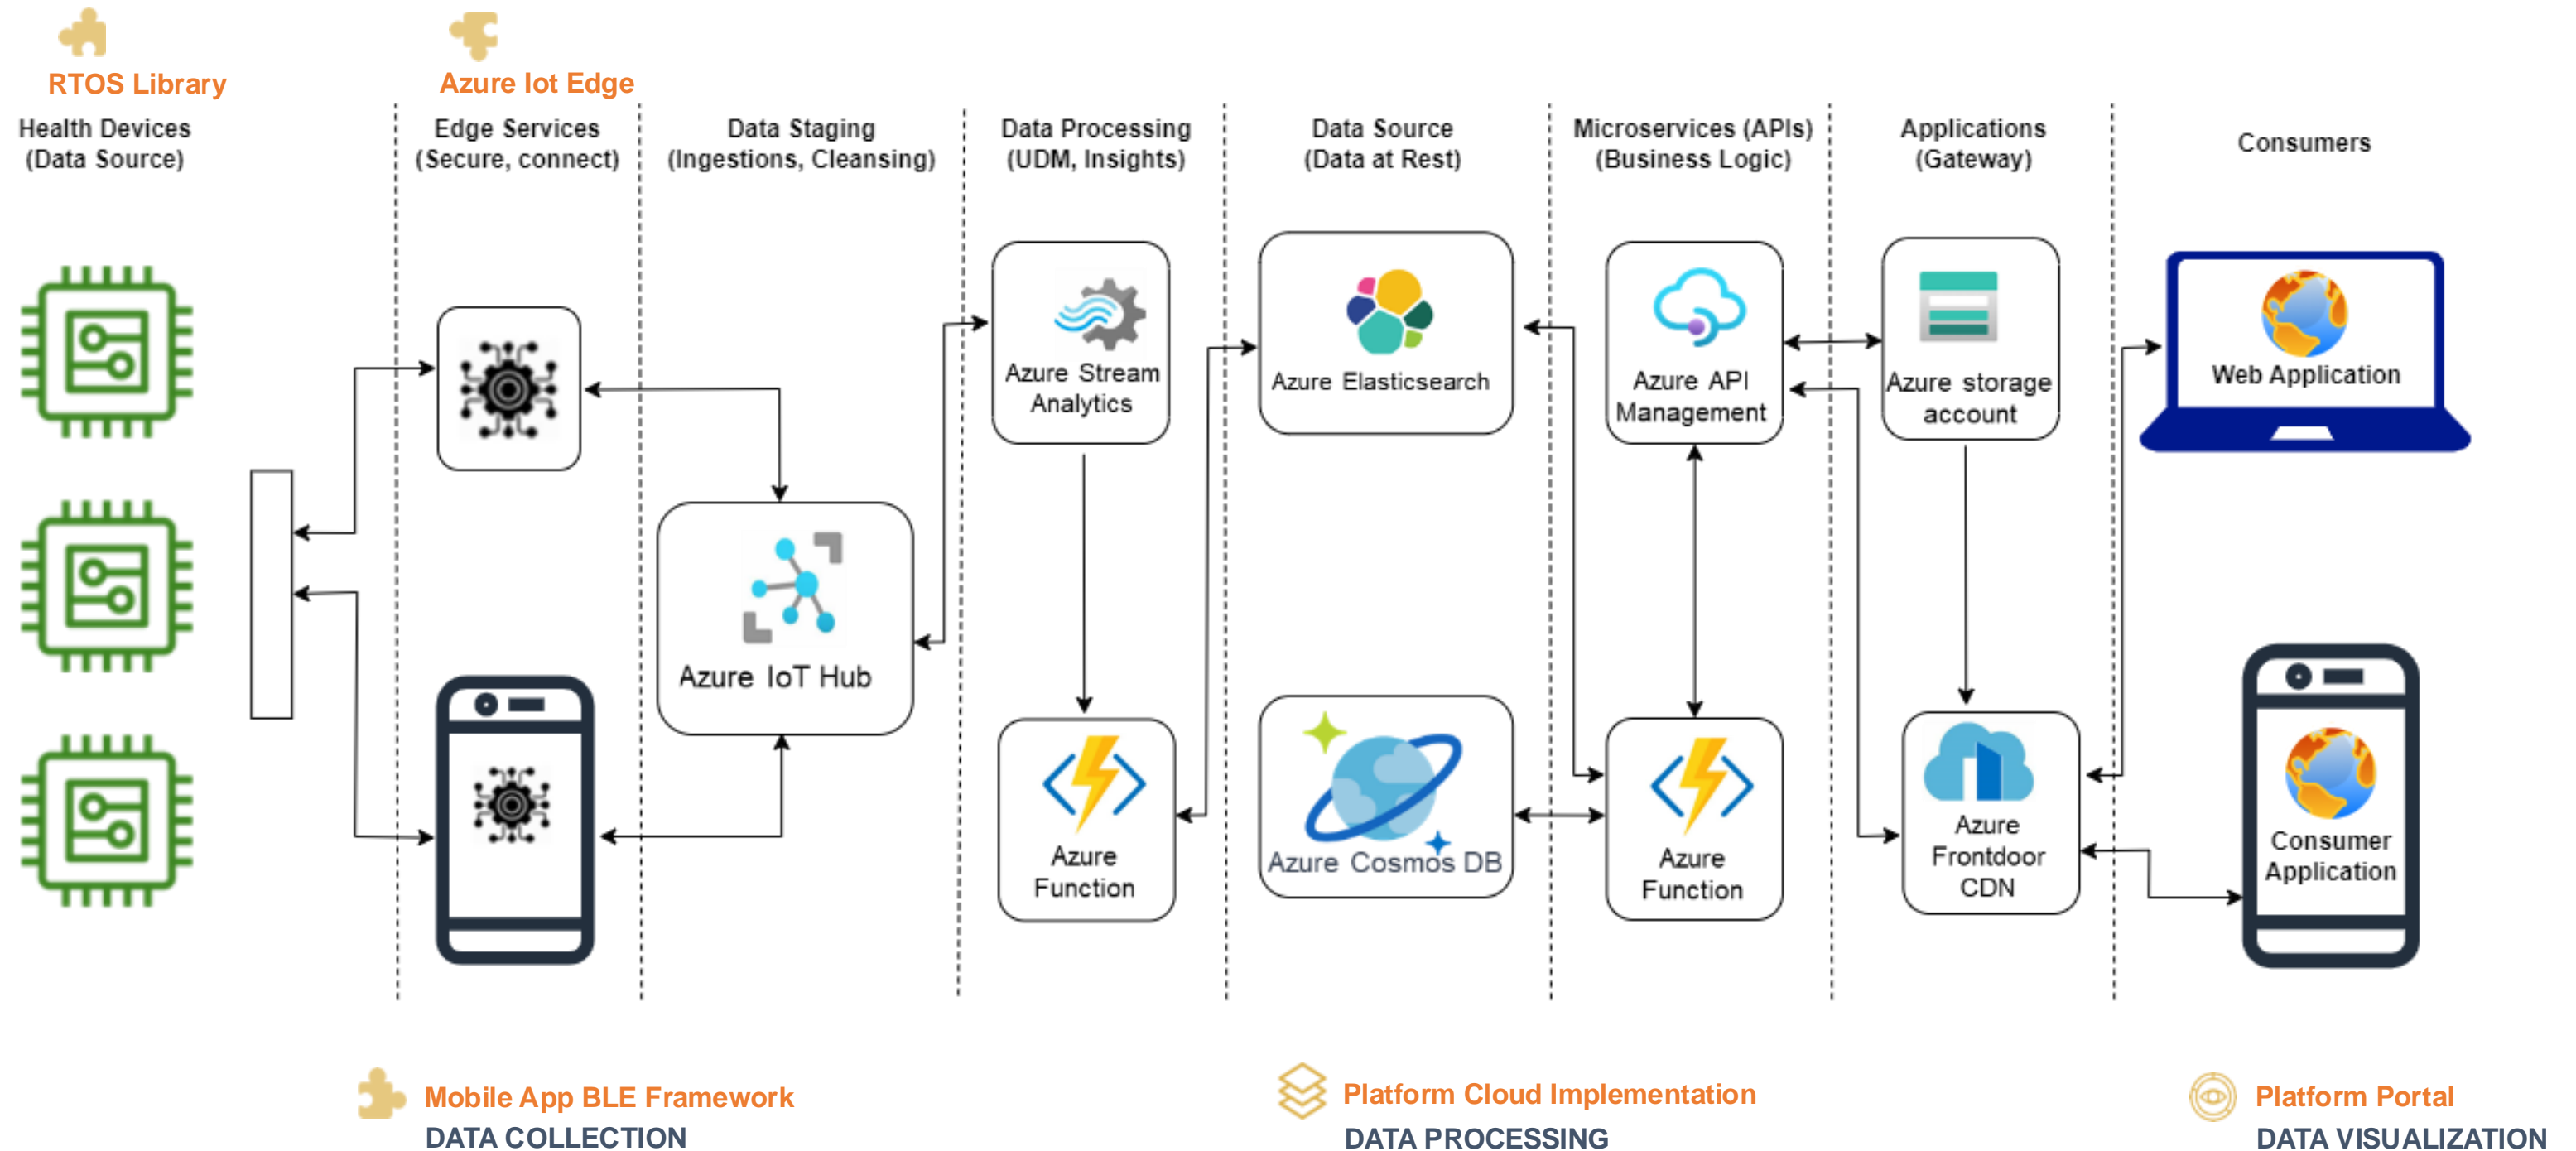 RTOS Library
Azure Iot Edge
Health Devices
(Data Source)
Edge Services
(Secure, connect)
Data Staging
(Ingestions, Cleansing)
Data Processing
(UDM, Insights)
Data Source
(Data at Rest)
Microservices (APIs)
(Business Logic)
Applications
(Gateway)
Consumers
Azure Stream
Analytics
Azure Elasticsearch
Azure API
Management
Azure storage
account
Web Application
Azure IoT Hub
Azure
Function
Azure Cosmos DB
Azure
Function
Azure
Frontdoor
CDN
Consumer
Application
Mobile App BLE Framework
DATA COLLECTION
Platform Cloud Implementation
DATA PROCESSING
Platform Portal
DATA VISUALIZATION